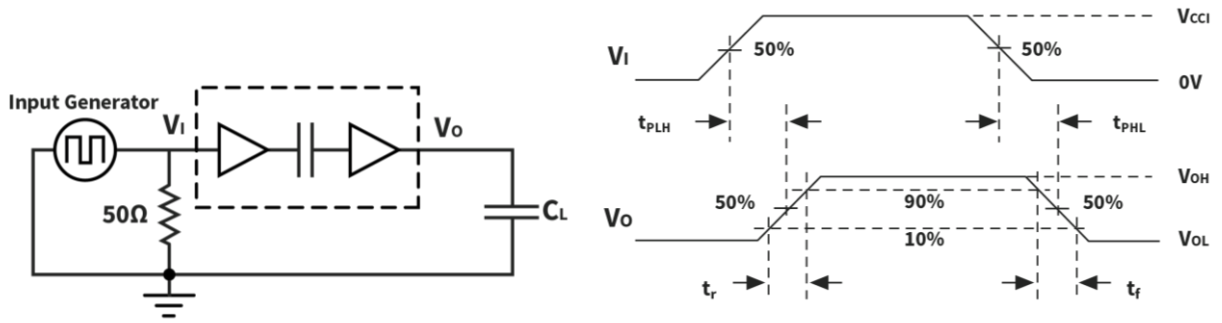 Input Generator
VI
VO
50Ω
CL
VI
50%
50%
VCCI
0V
tPLH
tPHL
VO
50%
90%
50%
VOH
10%
VOL
tr
tf